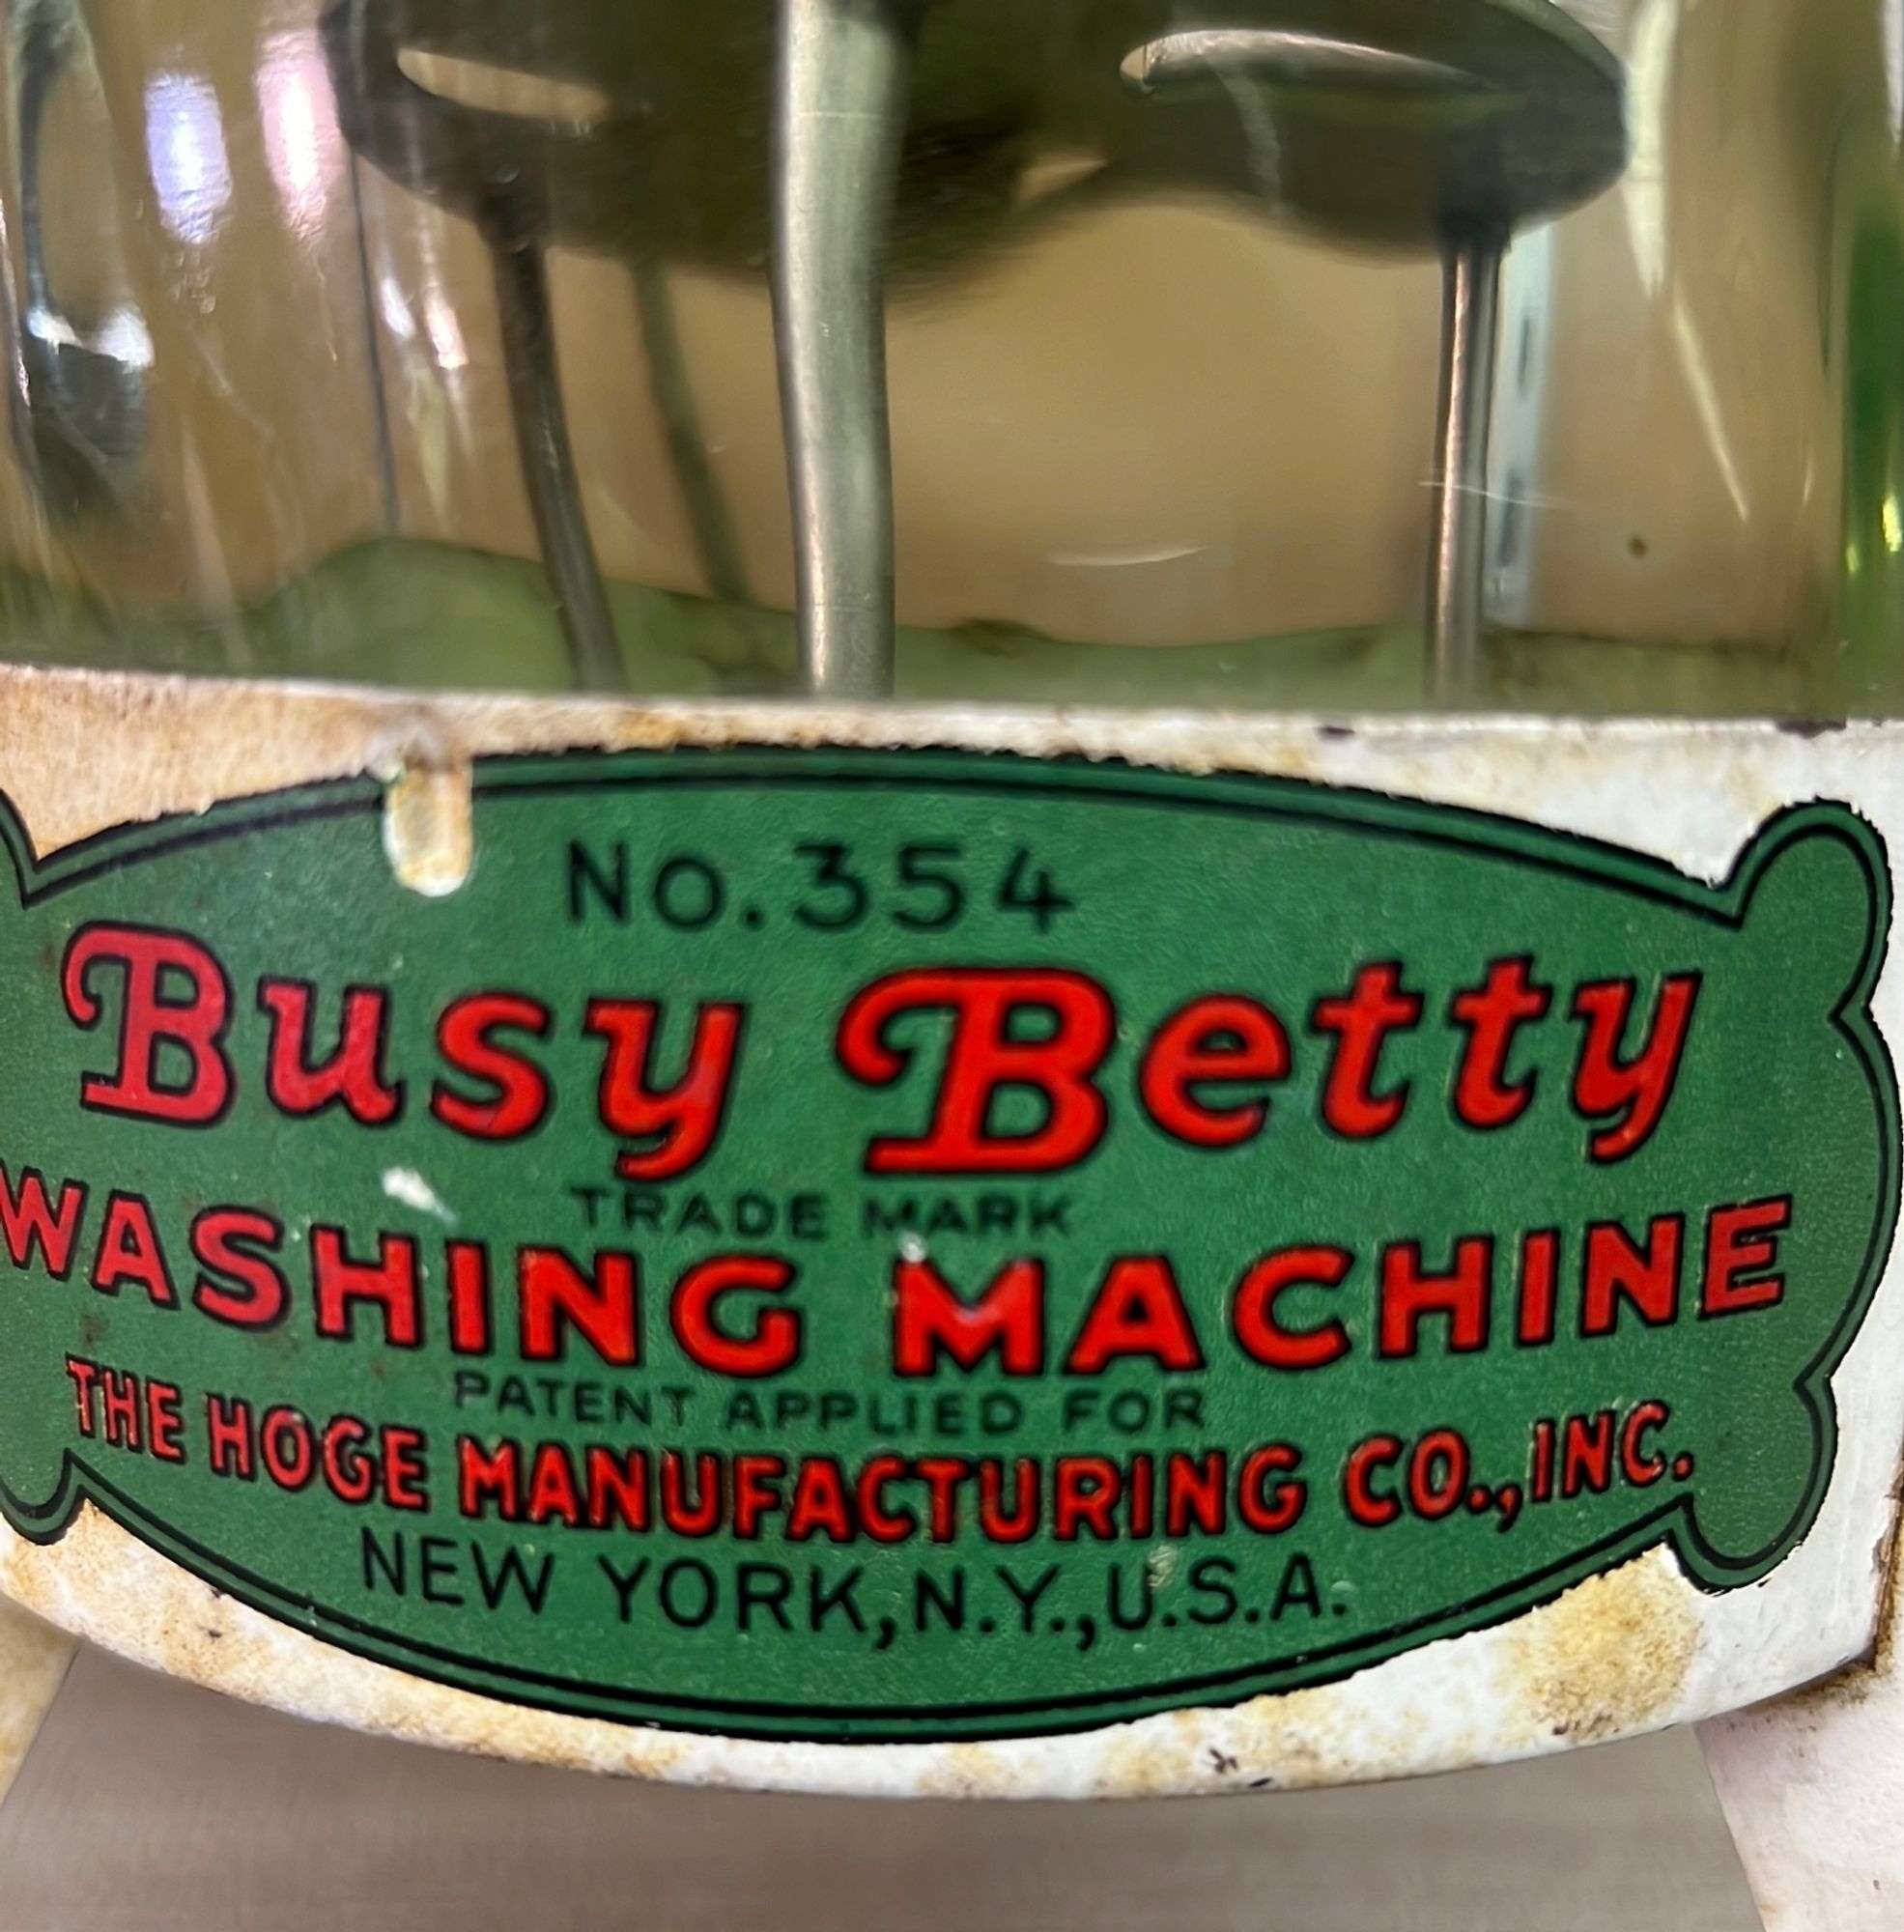 No. 354
Busy Betty
TRADE MARK
WASHING MACHINE
PATENT APPLIED FOR
THE HOGE MANUFACTURING CO., INC.
NEW YORK, N.Y., U.S.A.